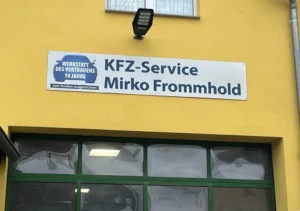 WERKSTATT
DES VERTRAUENS
10 JAHRE
KFZ-Service
Mirko Frommhold